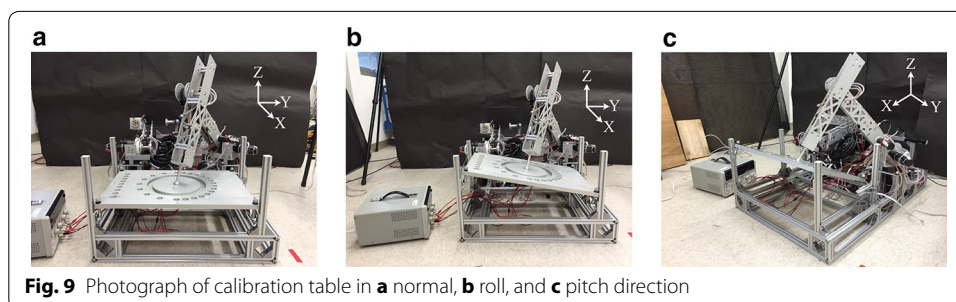 a
b
c
Z
Y
X
Z
Y
X
Z
X
Y
Fig. 9 Photograph of calibration table in a normal, b roll, and c pitch direction